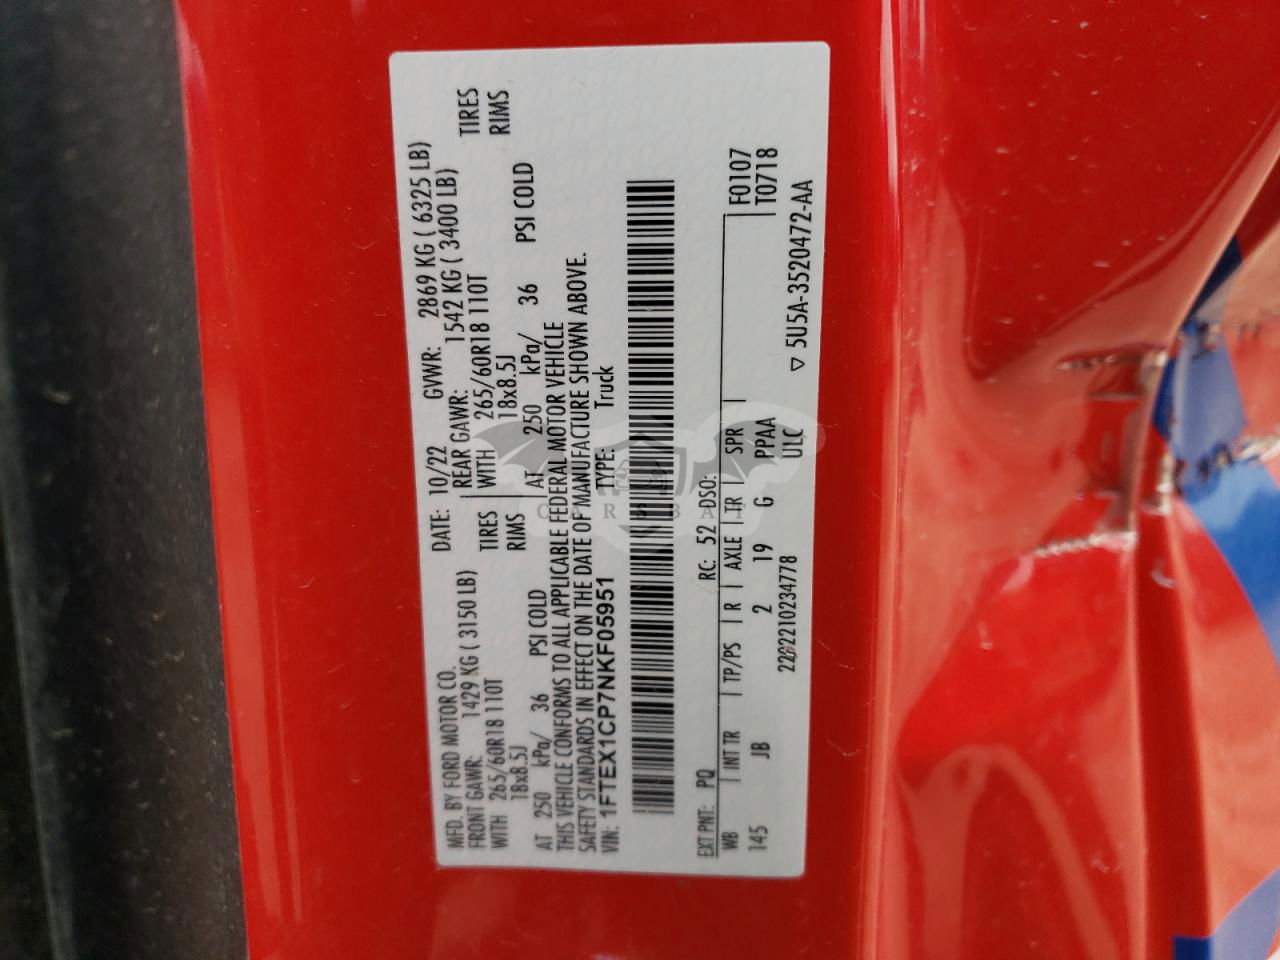 MFD. BY FORD MOTOR CO. DATE: 10/22 GVWR: 2869 KG ( 6325 LB)
FRONT GAWR: 1429 KG ( 3150 LB) REAR GAWR: 1542 KG ( 3400 LB)
WITH 265/60R18 110T TIRES WITH 265/60R18 110T TIRES
18x8.5J RIMS 18x8.5J RIMS
AT 250 kPa/ 36 PSI COLD AT 250 kPa/ 36 PSI COLD
THIS VEHICLE CONFORMS TO ALL APPLICABLE FEDERAL MOTOR VEHICLE
SAFETY STANDARDS IN EFFECT ON THE DATE OF MANUFACTURE SHOWN ABOVE.
VIN: 1FTEX1CP7NKF05951 TYPE: Truck
EXT PNT: PQ RC: 52 DSO: F0107
WB INT TR TP/PS R AXLE TR SPR T0718
145 JB 2 19 G PPAA
2202210234778 ULC ▽ 5U5A-3520472-AA